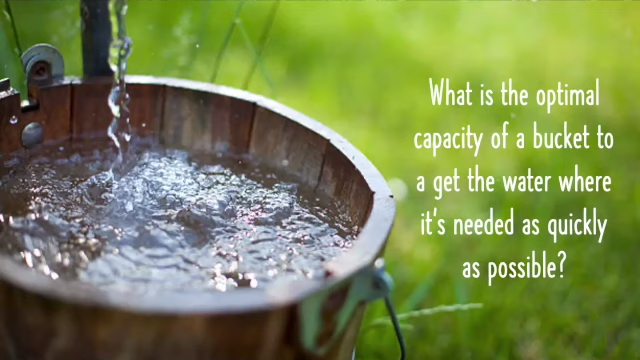 What is the optimal
capacity of a bucket to
a get the water where
it's needed as quickly
as possible?